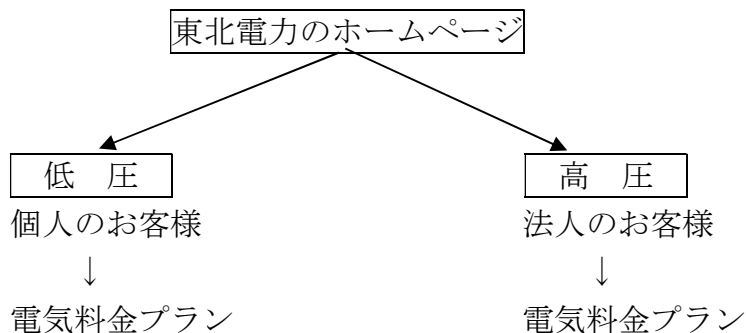 東北電力のホームページ
低　圧
個人のお客様
↓
電気料金プラン
高　圧
法人のお客様
↓
電気料金プラン